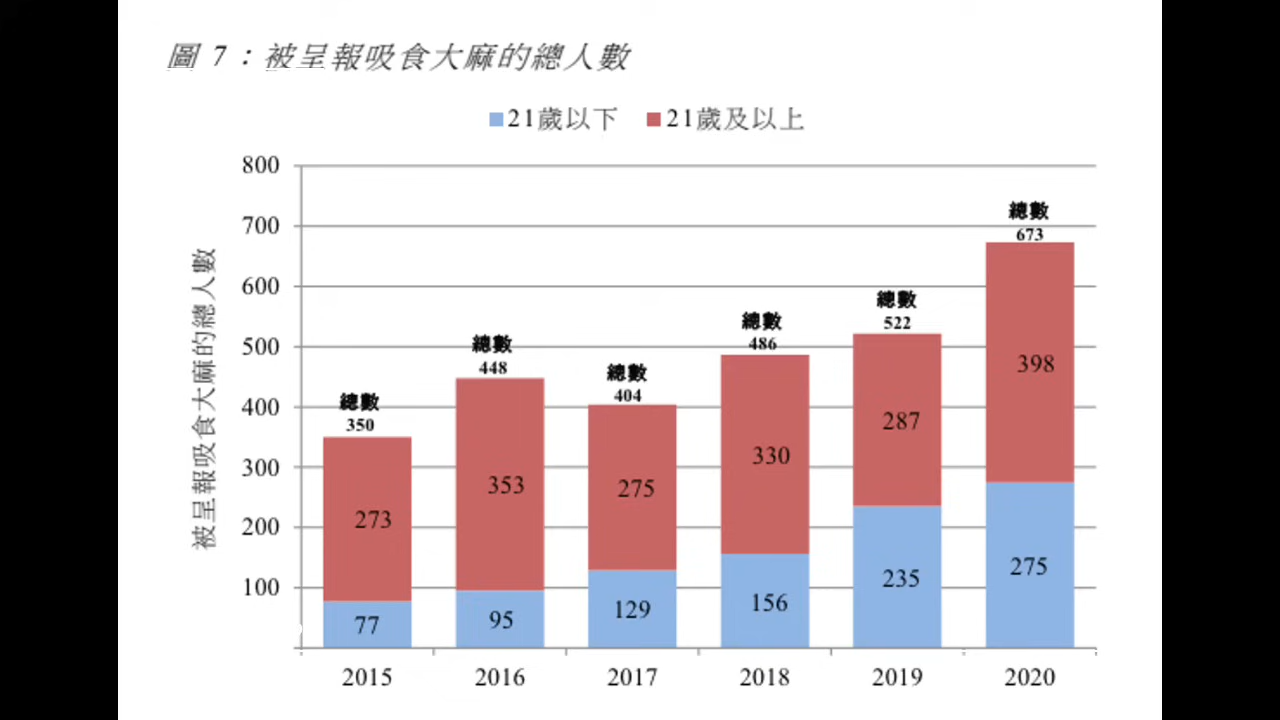 圖 7：被呈報吸食大麻的總人數
21歲以下 21歲及以上
被呈報吸食大麻的總人數
800
700
600
500
400
300
200
100
總數
350
273
77
總數
448
353
95
總數
404
275
129
總數
486
330
156
總數
522
287
235
總數
673
398
275
2015 2016 2017 2018 2019 2020